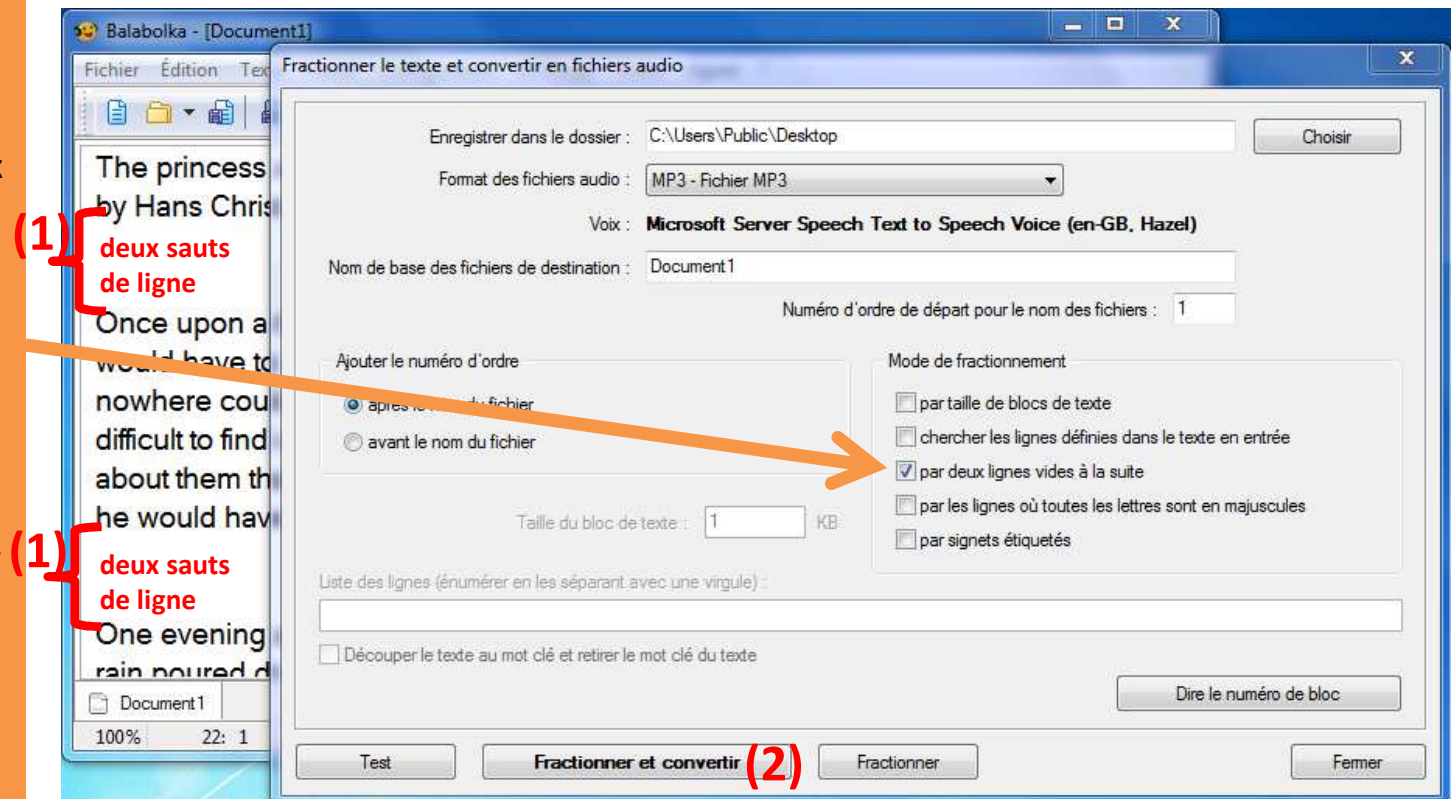 Balabolka - [Document1]
Fichier Édition Tex
Fractionner le texte et convertir en fichiers audio
x
Enregistrer dans le dossier : C:\Users\Public\Desktop Choisir
Format des fichiers audio : MP3 - Fichier MP3
Voix : Microsoft Server Speech Text to Speech Voice (en-GB, Hazel)
Nom de base des fichiers de destination : Document1
Numéro d'ordre de départ pour le nom des fichiers : 1
The princess
by Hans Chris
(1) deux sauts
de ligne
Once upon a
would have to
nowhere cou
difficult to find
about them th
he would hav
(1) deux sauts
de ligne
One evening
rain poured d
Ajouter le numéro d'ordre
après le nom du fichier
avant le nom du fichier
Mode de fractionnement
par taille de blocs de texte
chercher les lignes définies dans le texte en entrée
par deux lignes vides à la suite
par les lignes où toutes les lettres sont en majuscules
par signets étiquetés
Taille du bloc de texte : 1 KB
Liste des lignes (énumérer en les séparant avec une virgule) :
Découper le texte au mot clé et retirer le mot clé du texte
Dire le numéro de bloc
Document1
100% 22: 1
Test Fractionner et convertir (2) Fractionner Fermer